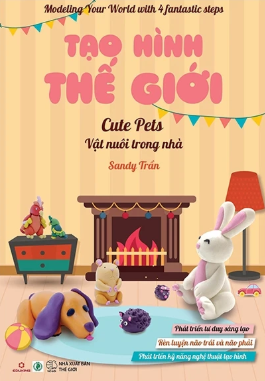 Modeling Your World with 4 fantastic steps
TẠO HÌNH
THẾ GIỚI
Cute Pets
Vật nuôi trong nhà
Sandy Trần
Phát triển tư duy sáng tạo
Rèn luyện não trái và não phải
Phát triển kỹ năng nghệ thuật tạo hình
NHÀ XUẤT BẢN
THẾ GIỚI